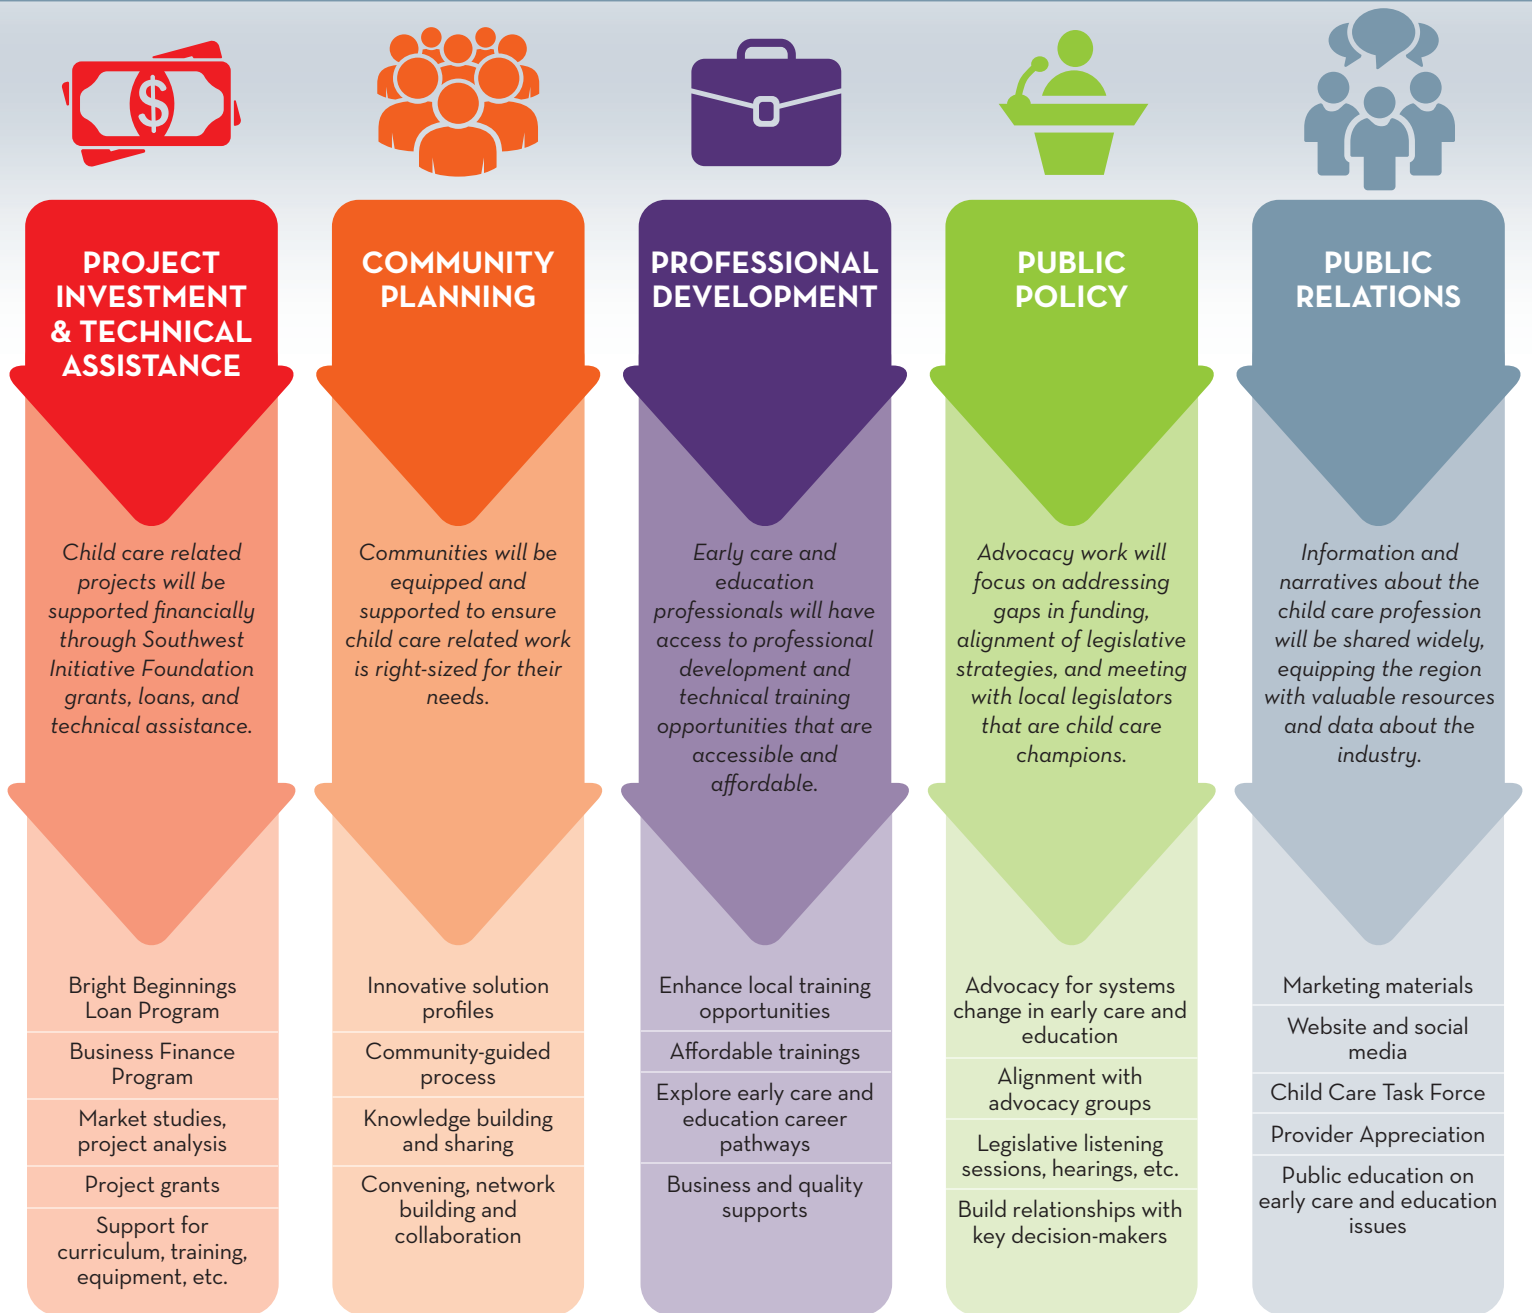 $
PROJECT
INVESTMENT
& TECHNICAL
ASSISTANCE
Child care related
projects will be
supported financially
through Southwest
Initiative Foundation
grants, loans, and
technical assistance.
Bright Beginnings
Loan Program
Business Finance
Program
Market studies,
project analysis
Project grants
Support for
curriculum, training,
equipment, etc.
COMMUNITY
PLANNING
Communities will be
equipped and
supported to ensure
child care related work
is right-sized for their
needs.
Innovative solution
profiles
Community-guided
process
Knowledge building
and sharing
Convening, network
building and
collaboration
PROFESSIONAL
DEVELOPMENT
Early care and
education
professionals will have
access to professional
development and
technical training
opportunities that are
accessible and
affordable.
Enhance local training
opportunities
Affordable trainings
Explore early care and
education career
pathways
Business and quality
supports
PUBLIC
POLICY
Advocacy work will
focus on addressing
gaps in funding,
alignment of legislative
strategies, and meeting
with local legislators
that are child care
champions.
Advocacy for systems
change in early care and
education
Alignment with
advocacy groups
Legislative listening
sessions, hearings, etc.
Build relationships with
key decision-makers
PUBLIC
RELATIONS
Information and
narratives about the
child care profession
will be shared widely,
equipping the region
with valuable resources
and data about the
industry.
Marketing materials
Website and social
media
Child Care Task Force
Provider Appreciation
Public education on
early care and education
issues